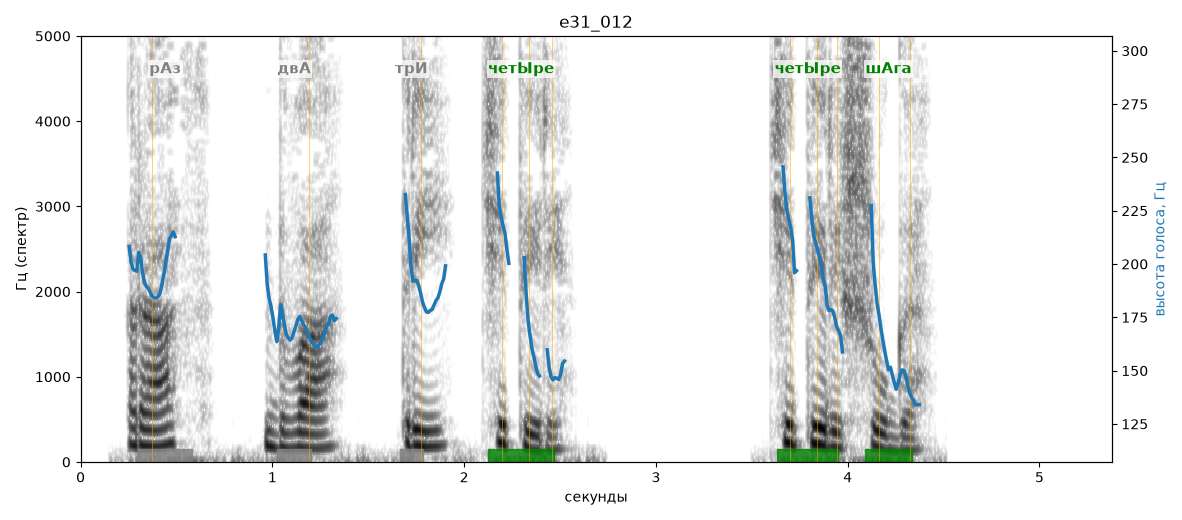 e31_012
5000
4000
3000
2000
1000
0
Гц (спектр)
рАз
двА
трИ
четЫре
четЫре
шАга
300
275
250
225
200
175
150
125
высота голоса, Гц
0
1
2
3
4
5
секунды